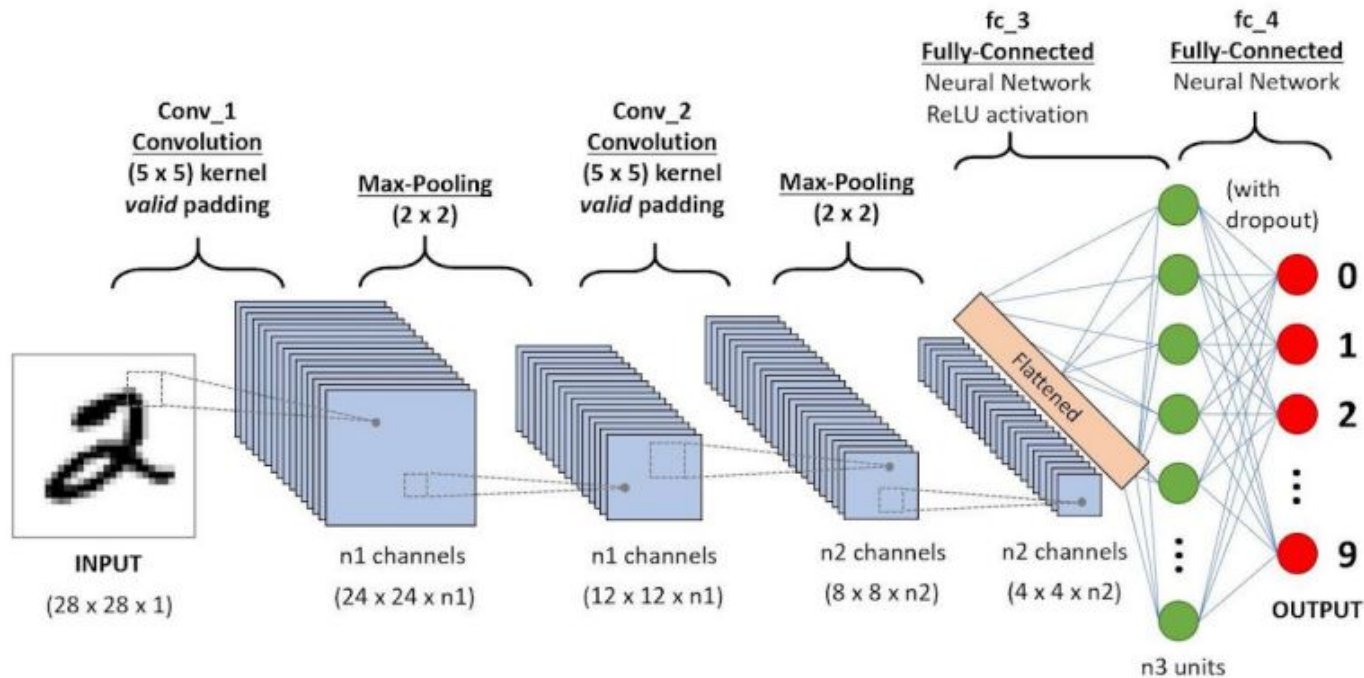 fc_3
Fully-Connected
Neural Network
ReLU activation
fc_4
Fully-Connected
Neural Network
Conv_1
Convolution
(5 x 5) kernel
valid padding
Max-Pooling
(2 x 2)
Conv_2
Convolution
(5 x 5) kernel
valid padding
Max-Pooling
(2 x 2)
(with
dropout)
0
1
2
...
9
OUTPUT
Flattened
...
2
INPUT
(28 x 28 x 1)
n1 channels
(24 x 24 x n1)
n1 channels
(12 x 12 x n1)
n2 channels
(8 x 8 x n2)
n2 channels
(4 x 4 x n2)
n3 units